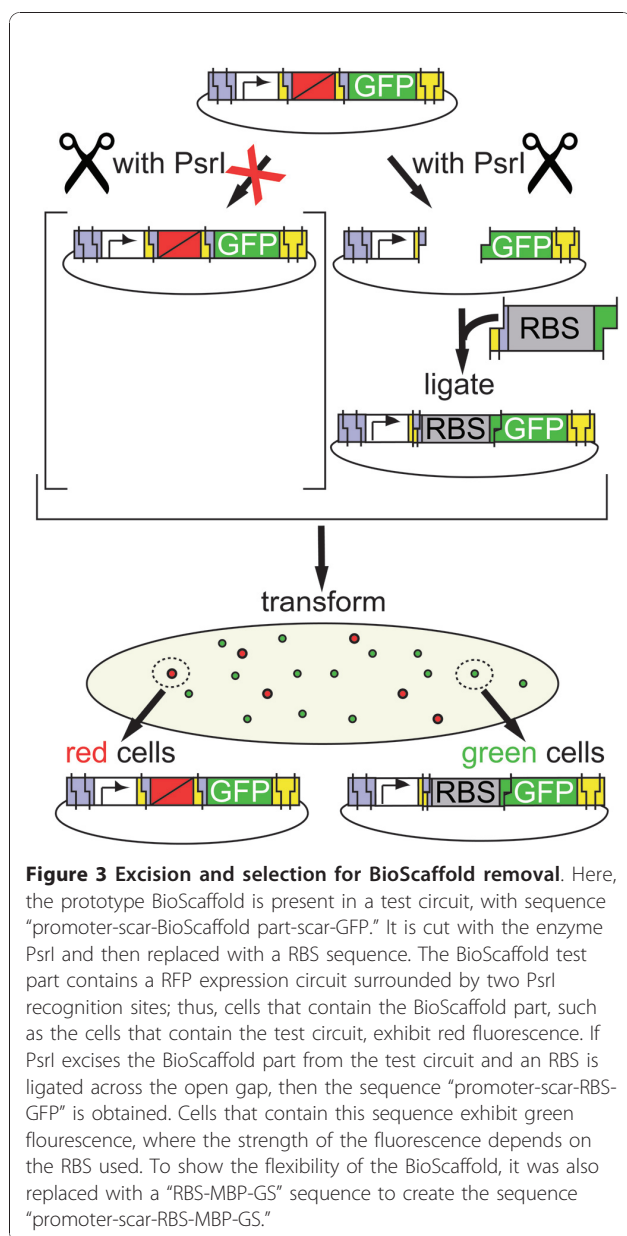 GFP
with PsrI
with PsrI
GFP
GFP
RBS
ligate
RBS GFP
transform
red cells
green cells
GFP
RBS GFP
Figure 3 Excision and selection for BioScaffold removal. Here,
the prototype BioScaffold is present in a test circuit, with sequence
“promoter-scar-BioScaffold part-scar-GFP.” It is cut with the enzyme
PsrI and then replaced with a RBS sequence. The BioScaffold test
part contains a RFP expression circuit surrounded by two PsrI
recognition sites; thus, cells that contain the BioScaffold part, such
as the cells that contain the test circuit, exhibit red fluorescence. If
PsrI excises the BioScaffold part from the test circuit and an RBS is
ligated across the open gap, then the sequence “promoter-scar-RBS-
GFP” is obtained. Cells that contain this sequence exhibit green
flourescence, where the strength of the fluorescence depends on
the RBS used. To show the flexibility of the BioScaffold, it was also
replaced with a “RBS-MBP-GS” sequence to create the sequence
“promoter-scar-RBS-MBP-GS.”